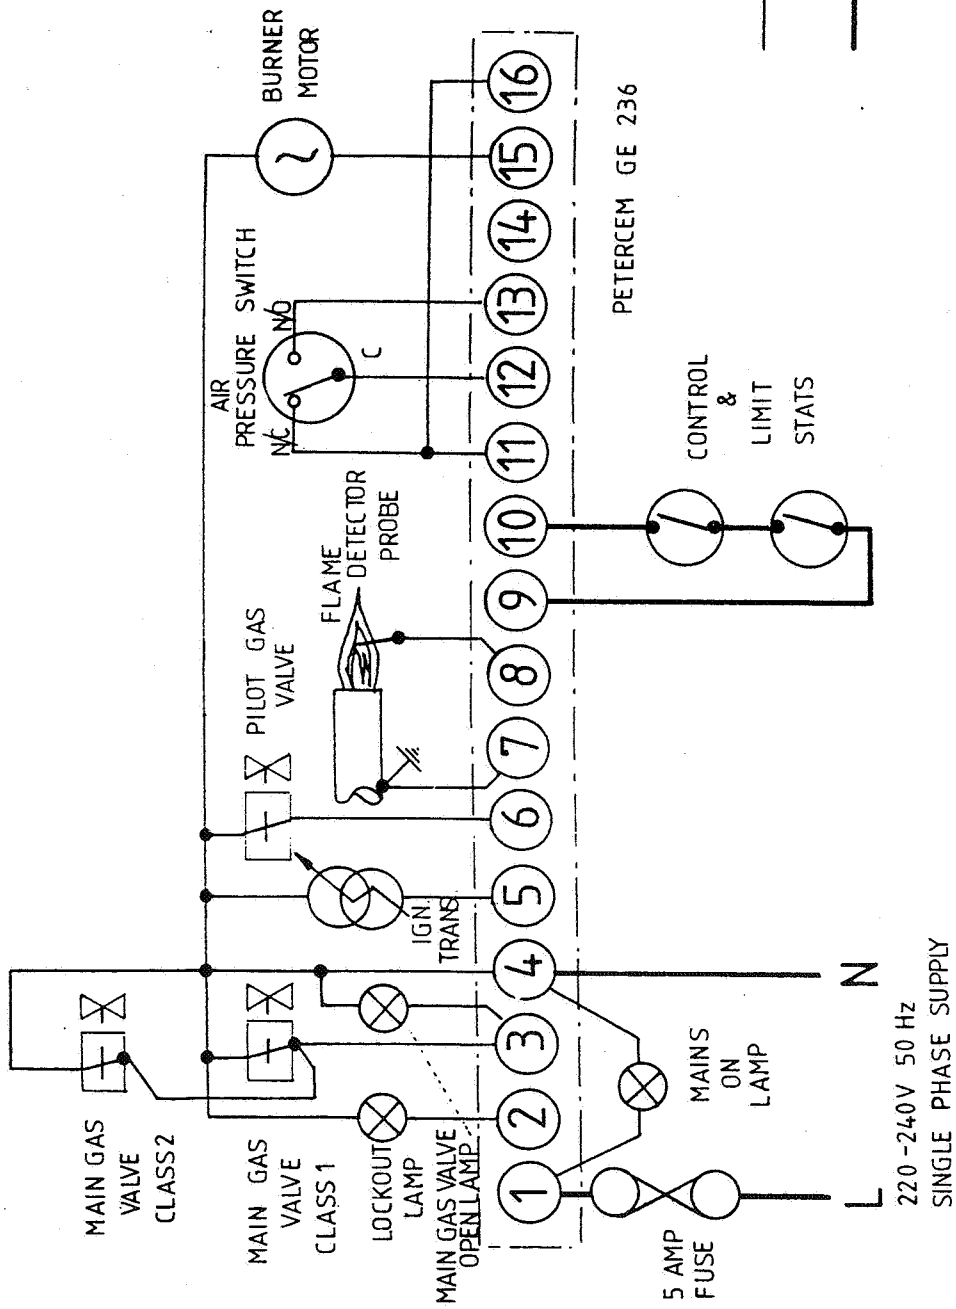 MAIN GAS
VALVE
CLASS2
MAIN GAS
VALVE
CLASS 1
LOCKOUT
LAMP
MAIN GAS VALVE
OPEN LAMP
IGN.
TRANS
PILOT GAS
VALVE
FLAME
DETECTOR
PROBE
AIR
PRESSURE SWITCH
N/C
N/O
C
BURNER
MOTOR
1
2
3
4
5
6
7
8
9
10
11
12
13
14
15
16
PETERCEM GE 236
5 AMP
FUSE
MAINS
ON
LAMP
CONTROL
&
LIMIT
STATS
L
N
220-240V 50Hz
SINGLE PHASE SUPPLY